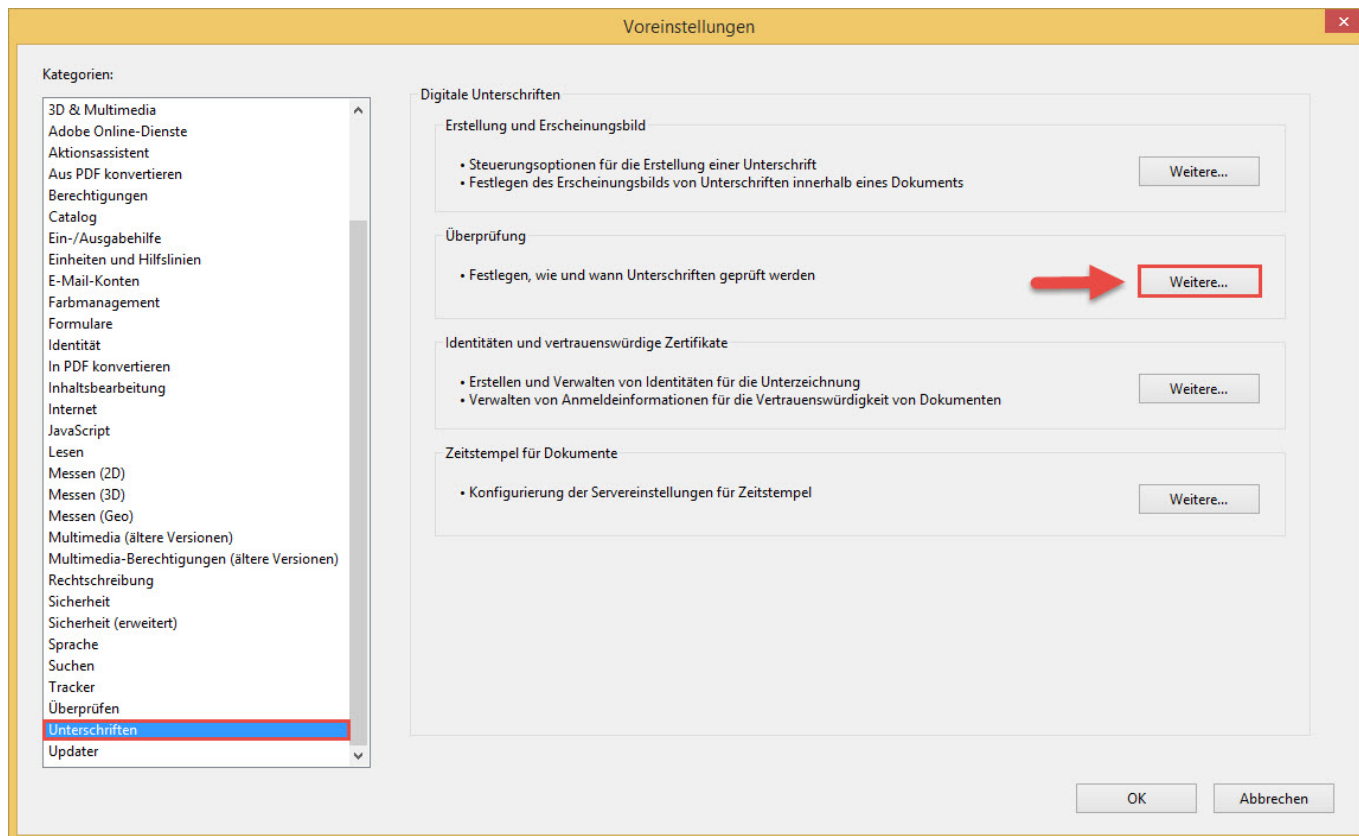 Voreinstellungen
Kategorien:
3D & Multimedia
Adobe Online-Dienste
Aktionsassistent
Aus PDF konvertieren
Berechtigungen
Catalog
Ein-/Ausgabehilfe
Einheiten und Hilfslinien
E-Mail-Konten
Farbmanagement
Formulare
Identität
In PDF konvertieren
Inhaltsbearbeitung
Internet
JavaScript
Lesen
Messen (2D)
Messen (3D)
Messen (Geo)
Multimedia (ältere Versionen)
Multimedia-Berechtigungen (ältere Versionen)
Rechtschreibung
Sicherheit
Sicherheit (erweitert)
Sprache
Suchen
Tracker
Überprüfen
Unterschriften
Updater
Digitale Unterschriften
Erstellung und Erscheinungsbild
• Steuerungsoptionen für die Erstellung einer Unterschrift
• Festlegen des Erscheinungsbilds von Unterschriften innerhalb eines Dokuments
Weitere...
Überprüfung
• Festlegen, wie und wann Unterschriften geprüft werden
Weitere...
Identitäten und vertrauenswürdige Zertifikate
• Erstellen und Verwalten von Identitäten für die Unterzeichnung
• Verwalten von Anmeldeinformationen für die Vertrauenswürdigkeit von Dokumenten
Weitere...
Zeitstempel für Dokumente
• Konfigurierung der Servereinstellungen für Zeitstempel
Weitere...
OK
Abbrechen